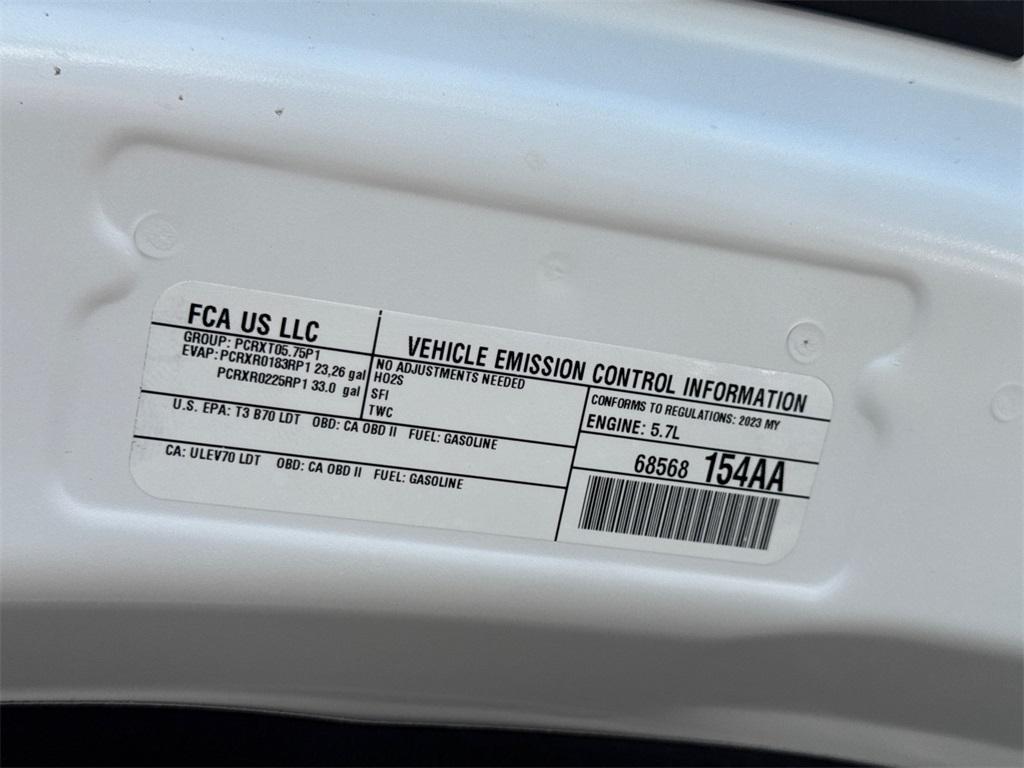 FCA US LLC
VEHICLE EMISSION CONTROL INFORMATION
GROUP: PCRXT05.75P1
EVAP: PCRXR0183RP1 23,26 gal
PCRXR0225RP1 33.0 gal
NO ADJUSTMENTS NEEDED
HO2S
SFI
TWC
CONFORMS TO REGULATIONS: 2023 MY
ENGINE: 5.7L
U.S. EPA: T3 B70 LDT OBD: CA OBD II FUEL: GASOLINE
CA: ULEV70 LDT OBD: CA OBD II FUEL: GASOLINE
68568 154AA